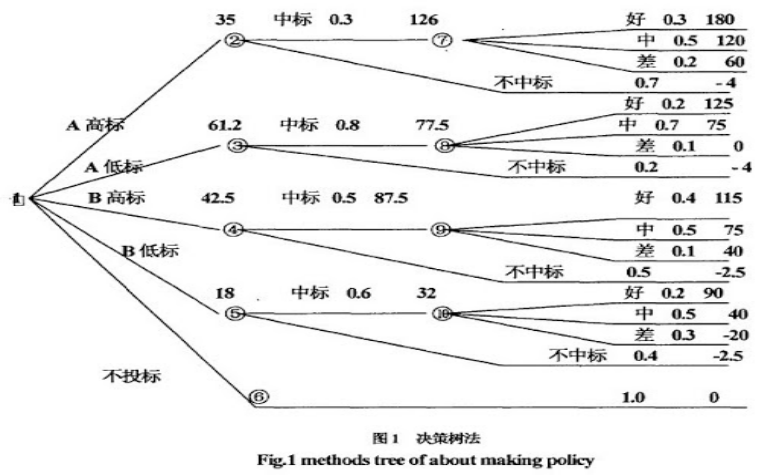 35 中标 0.3 126 好 0.3 180
② ⑦ 中 0.5 120
差 0.2 60
不中标 0.7 -4
A 高标 好 0.2 125
61.2 中标 0.8 77.5 中 0.7 75
③ ⑧ 差 0.1 0
A 低标 不中标 0.2 -4
1 B 高标 42.5 中标 0.5 87.5 好 0.4 115
④ ⑨ 中 0.5 75
B 低标 差 0.1 40
不中标 0.5 -2.5
18 中标 0.6 32 好 0.2 90
⑤ ⑩ 中 0.5 40
差 0.3 -20
不中标 0.4 -2.5
不投标
⑥ 1.0 0
图 1 决策树法
Fig.1 methods tree of about making policy